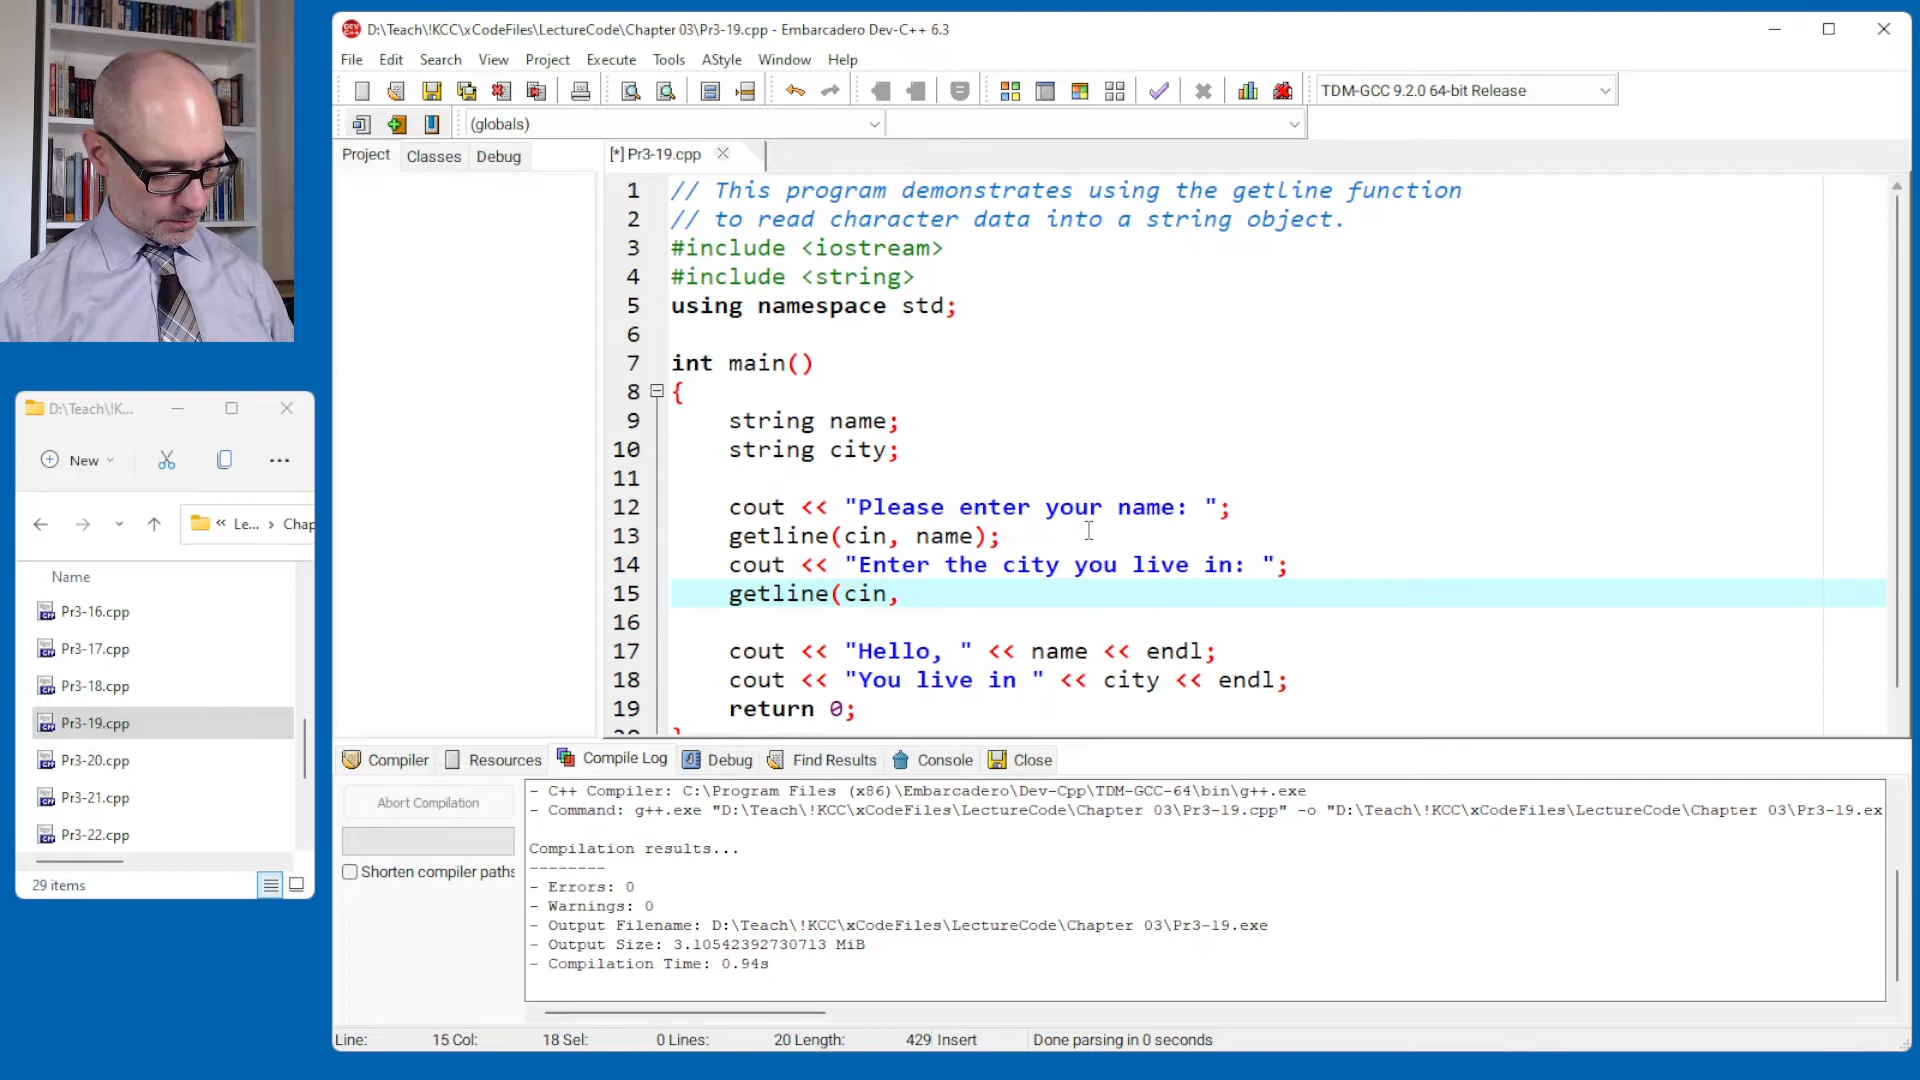 D:\Teach\!KCC\xCodeFiles\LectureCode\Chapter 03\Pr3-19.cpp - Embarcadero Dev-C++ 6.3
File Edit Search View Project Execute Tools AStyle Window Help
TDM-GCC 9.2.0 64-bit Release
(globals)
Project Classes Debug
[*] Pr3-19.cpp
1 // This program demonstrates using the getline function
2 // to read character data into a string object.
3 #include <iostream>
4 #include <string>
5 using namespace std;
6
7 int main()
8 {
9 string name;
10 string city;
11
12 cout << "Please enter your name: ";
13 getline(cin, name);
14 cout << "Enter the city you live in: ";
15 getline(cin,
16
17 cout << "Hello, " << name << endl;
18 cout << "You live in " << city << endl;
19 return 0;
D:\Teach\!K...
New
Le... > Chap
Name
Pr3-16.cpp
Pr3-17.cpp
Pr3-18.cpp
Pr3-19.cpp
Pr3-20.cpp
Pr3-21.cpp
Pr3-22.cpp
29 items
Compiler Resources Compile Log Debug Find Results Console Close
Abort Compilation
Shorten compiler paths
- C++ Compiler: C:\Program Files (x86)\Embarcadero\Dev-Cpp\TDM-GCC-64\bin\g++.exe
- Command: g++.exe "D:\Teach\!KCC\xCodeFiles\LectureCode\Chapter 03\Pr3-19.cpp" -o "D:\Teach\!KCC\xCodeFiles\LectureCode\Chapter 03\Pr3-19.ex
Compilation results...
--------
- Errors: 0
- Warnings: 0
- Output Filename: D:\Teach\!KCC\xCodeFiles\LectureCode\Chapter 03\Pr3-19.exe
- Output Size: 3.10542392730713 MiB
- Compilation Time: 0.94s
Line: 15 Col: 18 Sel: 0 Lines: 20 Length: 429 Insert Done parsing in 0 seconds